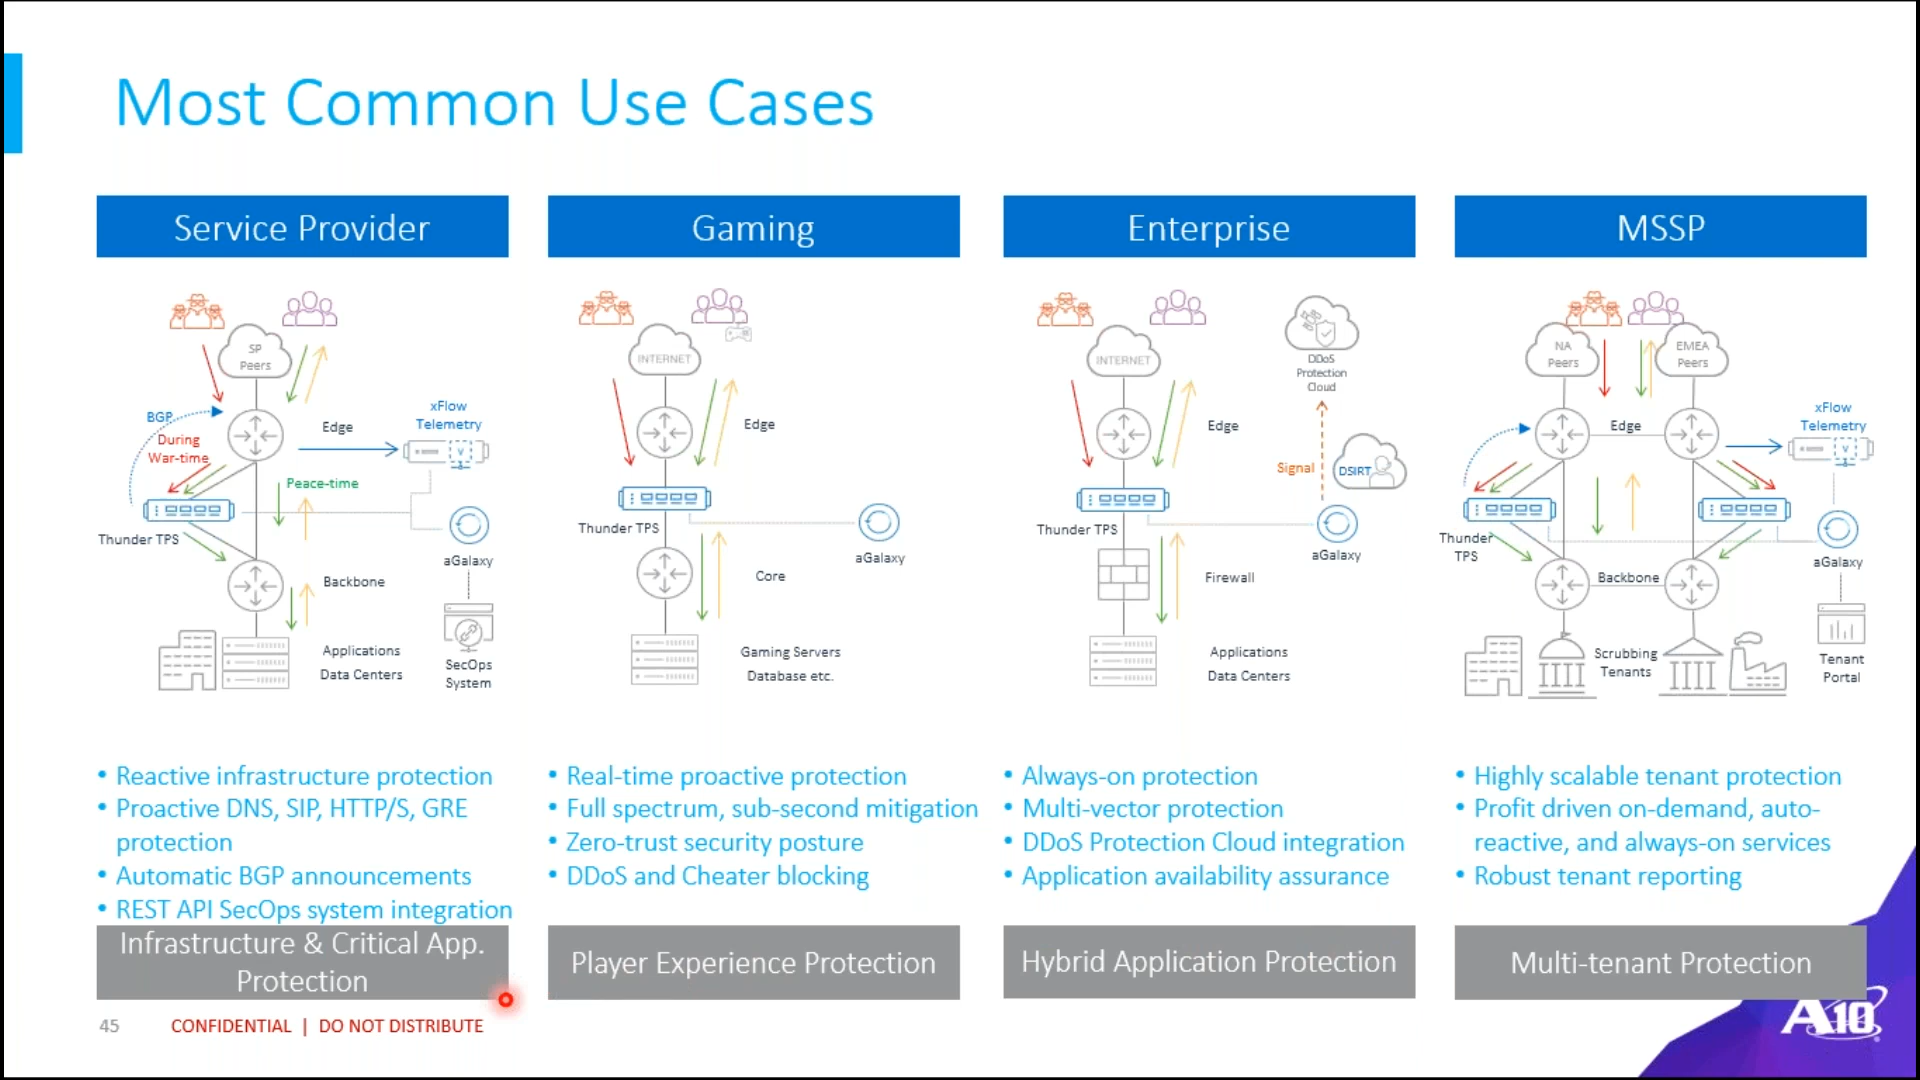 Most Common Use Cases
Service Provider
SP
Peers
BGP
During
War-time
Edge
xFlow
Telemetry
Peace-time
Thunder TPS
aGalaxy
Backbone
Applications
Data Centers
SecOps
System
• Reactive infrastructure protection
• Proactive DNS, SIP, HTTP/S, GRE
protection
• Automatic BGP announcements
• REST API SecOps system integration
Infrastructure & Critical App.
Protection
Gaming
INTERNET
Edge
Thunder TPS
aGalaxy
Core
Gaming Servers
Database etc.
• Real-time proactive protection
• Full spectrum, sub-second mitigation
• Zero-trust security posture
• DDoS and Cheater blocking
Player Experience Protection
Enterprise
INTERNET
DDoS
Protection
Cloud
Edge
Signal
DSIRT
Thunder TPS
aGalaxy
Firewall
Applications
Data Centers
• Always-on protection
• Multi-vector protection
• DDoS Protection Cloud integration
• Application availability assurance
Hybrid Application Protection
MSSP
NA
Peers
EMEA
Peers
Edge
xFlow
Telemetry
Thunder
TPS
aGalaxy
Backbone
Scrubbing
Tenants
Tenant
Portal
• Highly scalable tenant protection
• Profit driven on-demand, auto-
reactive, and always-on services
• Robust tenant reporting
Multi-tenant Protection
45
CONFIDENTIAL | DO NOT DISTRIBUTE
A10